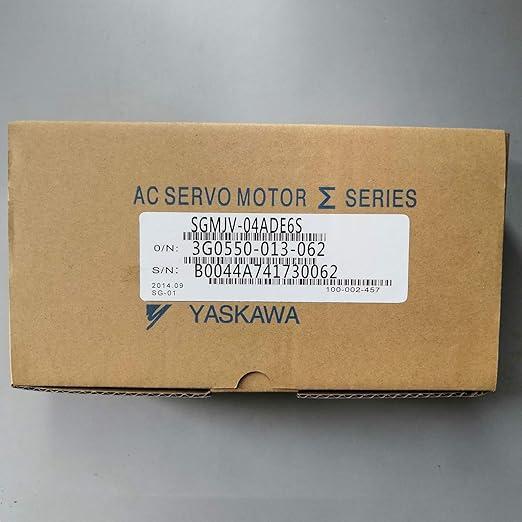 AC SERVO MOTOR Σ SERIES
SGMJV-04ADE6S
O/N: 3G0550-013-062
S/N: B0044A741730062
2014.09
SG-01 100-002-457
YASKAWA